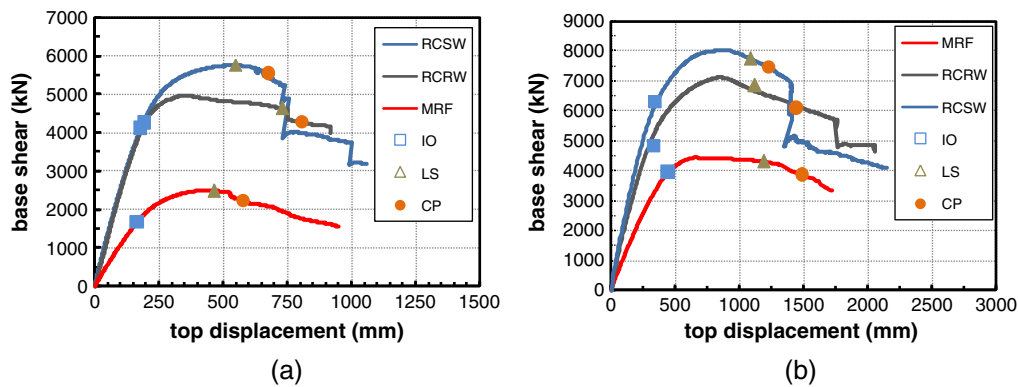 7000
6000
5000
4000
3000
2000
1000
0
base shear (kN)
0 250 500 750 1000 1250 1500
top displacement (mm)
RCSW
RCRW
MRF
IO
LS
CP
(a)
9000
8000
7000
6000
5000
4000
3000
2000
1000
0
base shear (kN)
0 500 1000 1500 2000 2500 3000
top displacement (mm)
MRF
RCRW
RCSW
IO
LS
CP
(b)